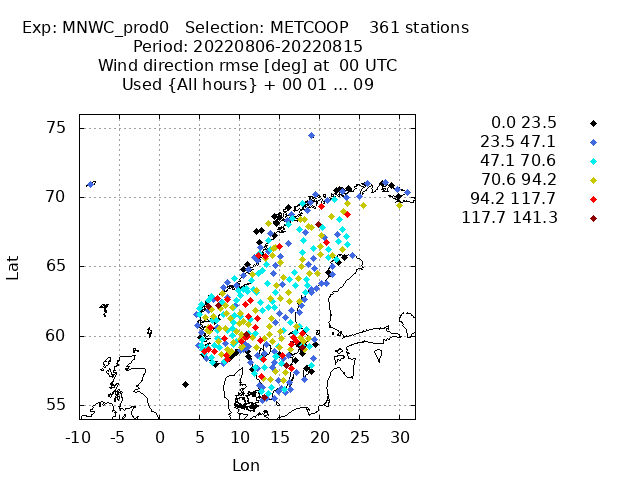 Exp: MNWC_prod0   Selection: METCOOP    361 stations
Period: 20220806-20220815
Wind direction rmse [deg] at  00 UTC
Used {All hours} + 00 01 ... 09
0.0 23.5
23.5 47.1
47.1 70.6
70.6 94.2
94.2 117.7
117.7 141.3
75
70
65
60
55
Lat
-10 -5 0 5 10 15 20 25 30
Lon